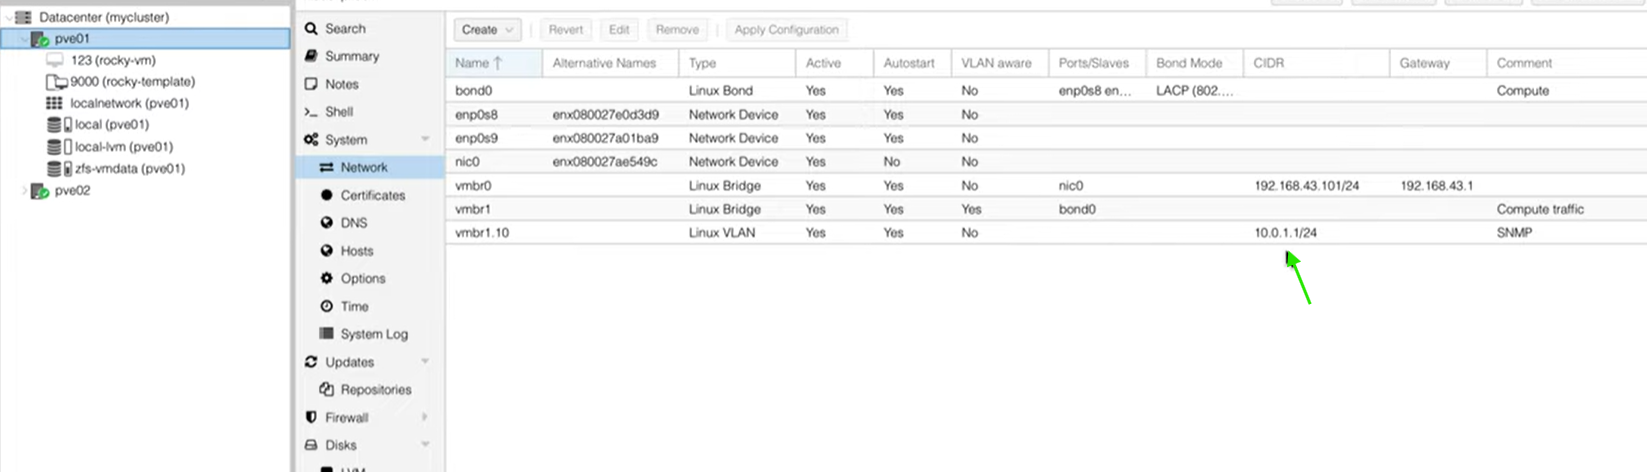 Datacenter (mycluster)
pve01
123 (rocky-vm)
9000 (rocky-template)
localnetwork (pve01)
local (pve01)
local-lvm (pve01)
zfs-vmdata (pve01)
pve02
Search
Summary
Notes
Shell
System
Network
Certificates
DNS
Hosts
Options
Time
System Log
Updates
Repositories
Firewall
Disks
Create Revert Edit Remove Apply Configuration
Name Alternative Names Type Active Autostart VLAN aware Ports/Slaves Bond Mode CIDR Gateway Comment
bond0 Linux Bond Yes Yes No enp0s8 en... LACP (802.... Compute
enp0s8 enx080027e0d3d9 Network Device Yes Yes No
enp0s9 enx080027a01ba9 Network Device Yes Yes No
nic0 enx080027ae549c Network Device Yes No No
vmbr0 Linux Bridge Yes Yes No nic0 192.168.43.101/24 192.168.43.1
vmbr1 Linux Bridge Yes Yes Yes bond0 Compute traffic
vmbr1.10 Linux VLAN Yes Yes No 10.0.1.1/24 SNMP